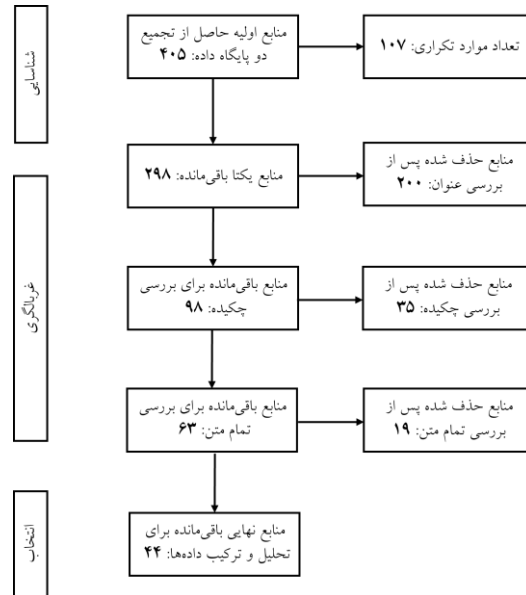 شناسایی
منابع اولیه حاصل از تجمیع
دو پایگاه داده: ۴۰۵
تعداد موارد تکراری: ۱۰۷
غربالگری
منابع یکتا باقی‌مانده: ۲۹۸
منابع حذف شده پس از
بررسی عنوان: ۲۰۰
منابع باقی‌مانده برای بررسی
چکیده: ۹۸
منابع حذف شده پس از
بررسی چکیده: ۳۵
منابع باقی‌مانده برای بررسی
تمام متن: ۶۳
منابع حذف شده پس از
بررسی تمام متن: ۱۹
انتخاب
منابع نهایی باقی‌مانده برای
تحلیل و ترکیب داده‌ها: ۴۴